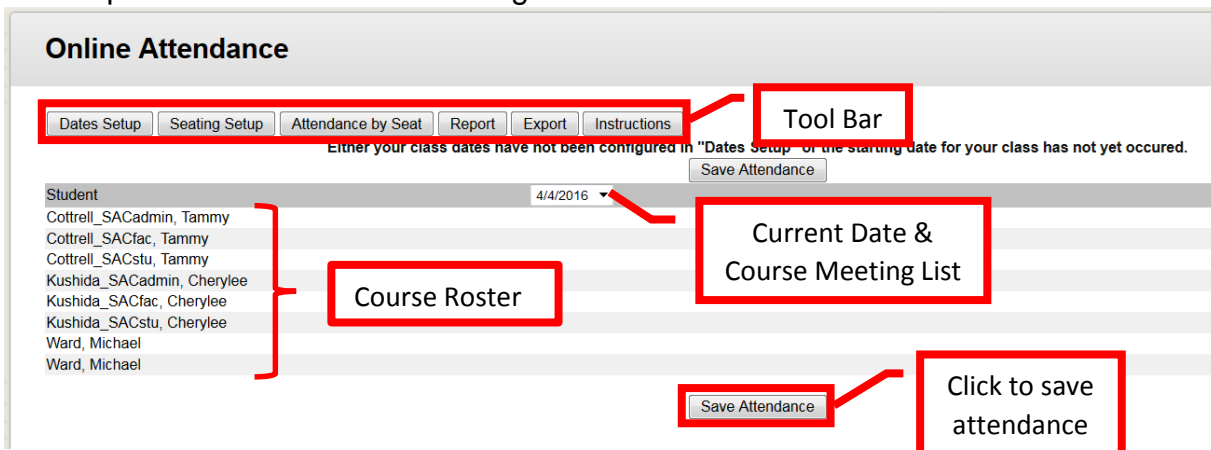 Online Attendance
Dates Setup Seating Setup Attendance by Seat Report Export Instructions
Tool Bar
Either your class dates have not been configured in "Dates Setup" or the starting date for your class has not yet occured.
Save Attendance
Student 4/4/2016
Cottrell_SACadmin, Tammy
Cottrell_SACfac, Tammy
Cottrell_SACstu, Tammy
Kushida_SACadmin, Cherylee
Kushida_SACfac, Cherylee
Kushida_SACstu, Cherylee
Ward, Michael
Ward, Michael
Course Roster
Current Date &
Course Meeting List
Save Attendance
Click to save
attendance